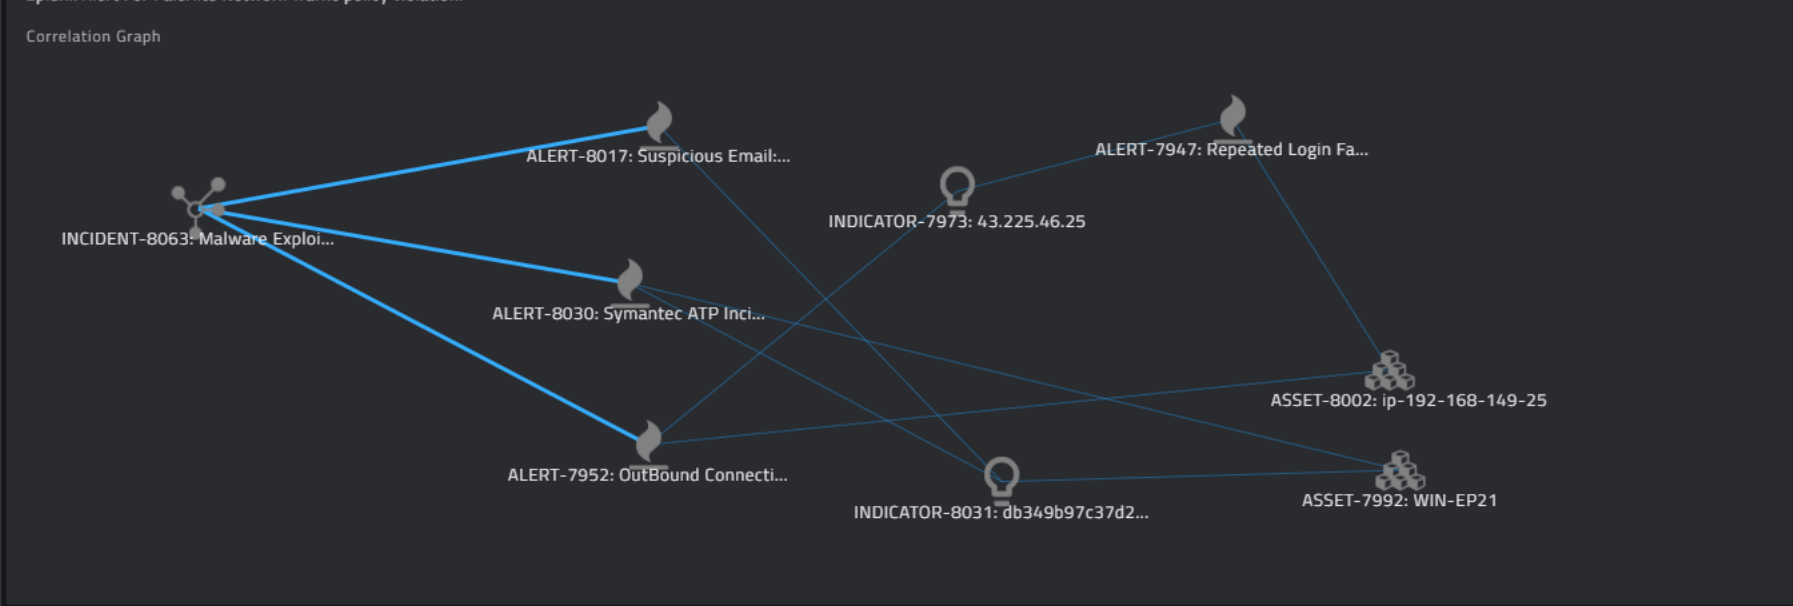 Correlation Graph
ALERT-8017: Suspicious Email:...
ALERT-7947: Repeated Login Fa...
INDICATOR-7973: 43.225.46.25
INCIDENT-8063: Malware Exploi...
ALERT-8030: Symantec ATP Inci...
ASSET-8002: ip-192-168-149-25
ALERT-7952: OutBound Connecti...
ASSET-7992: WIN-EP21
INDICATOR-8031: db349b97c37d2...